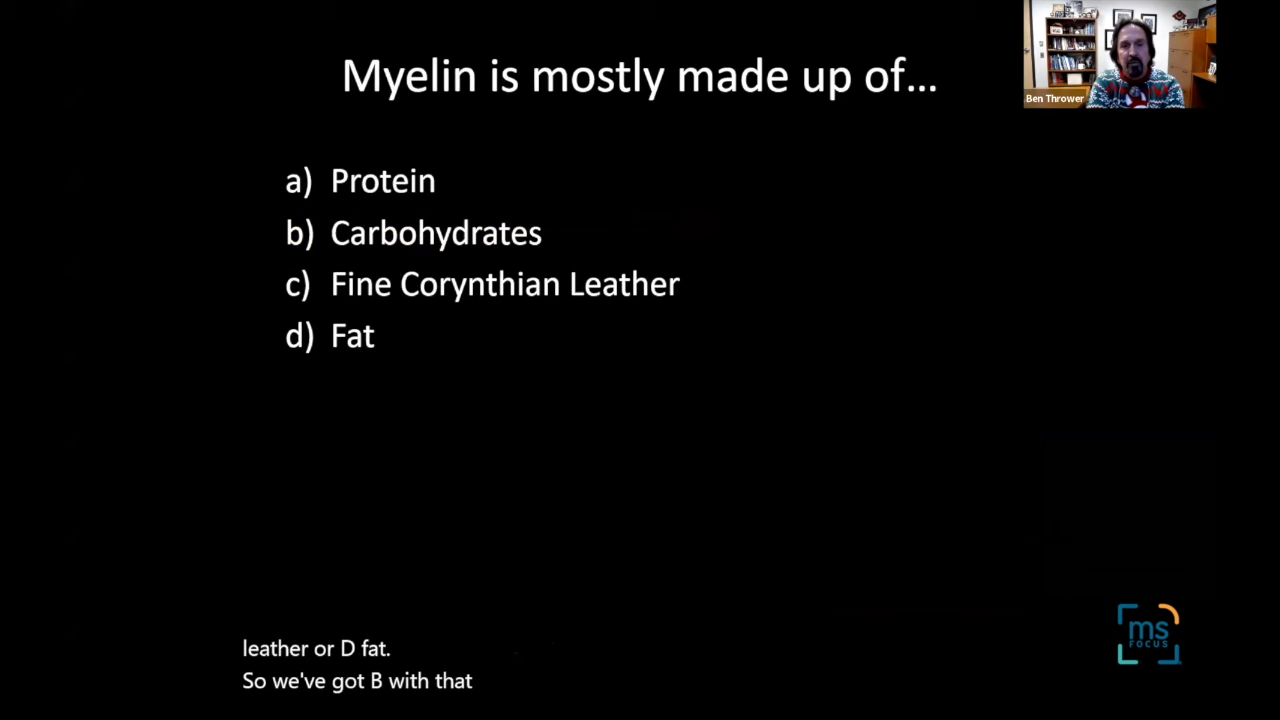 Myelin is mostly made up of...
Ben Thrower
a) Protein
b) Carbohydrates
c) Fine Corynthian Leather
d) Fat
ms
FOCUS
leather or D fat.
So we've got B with that